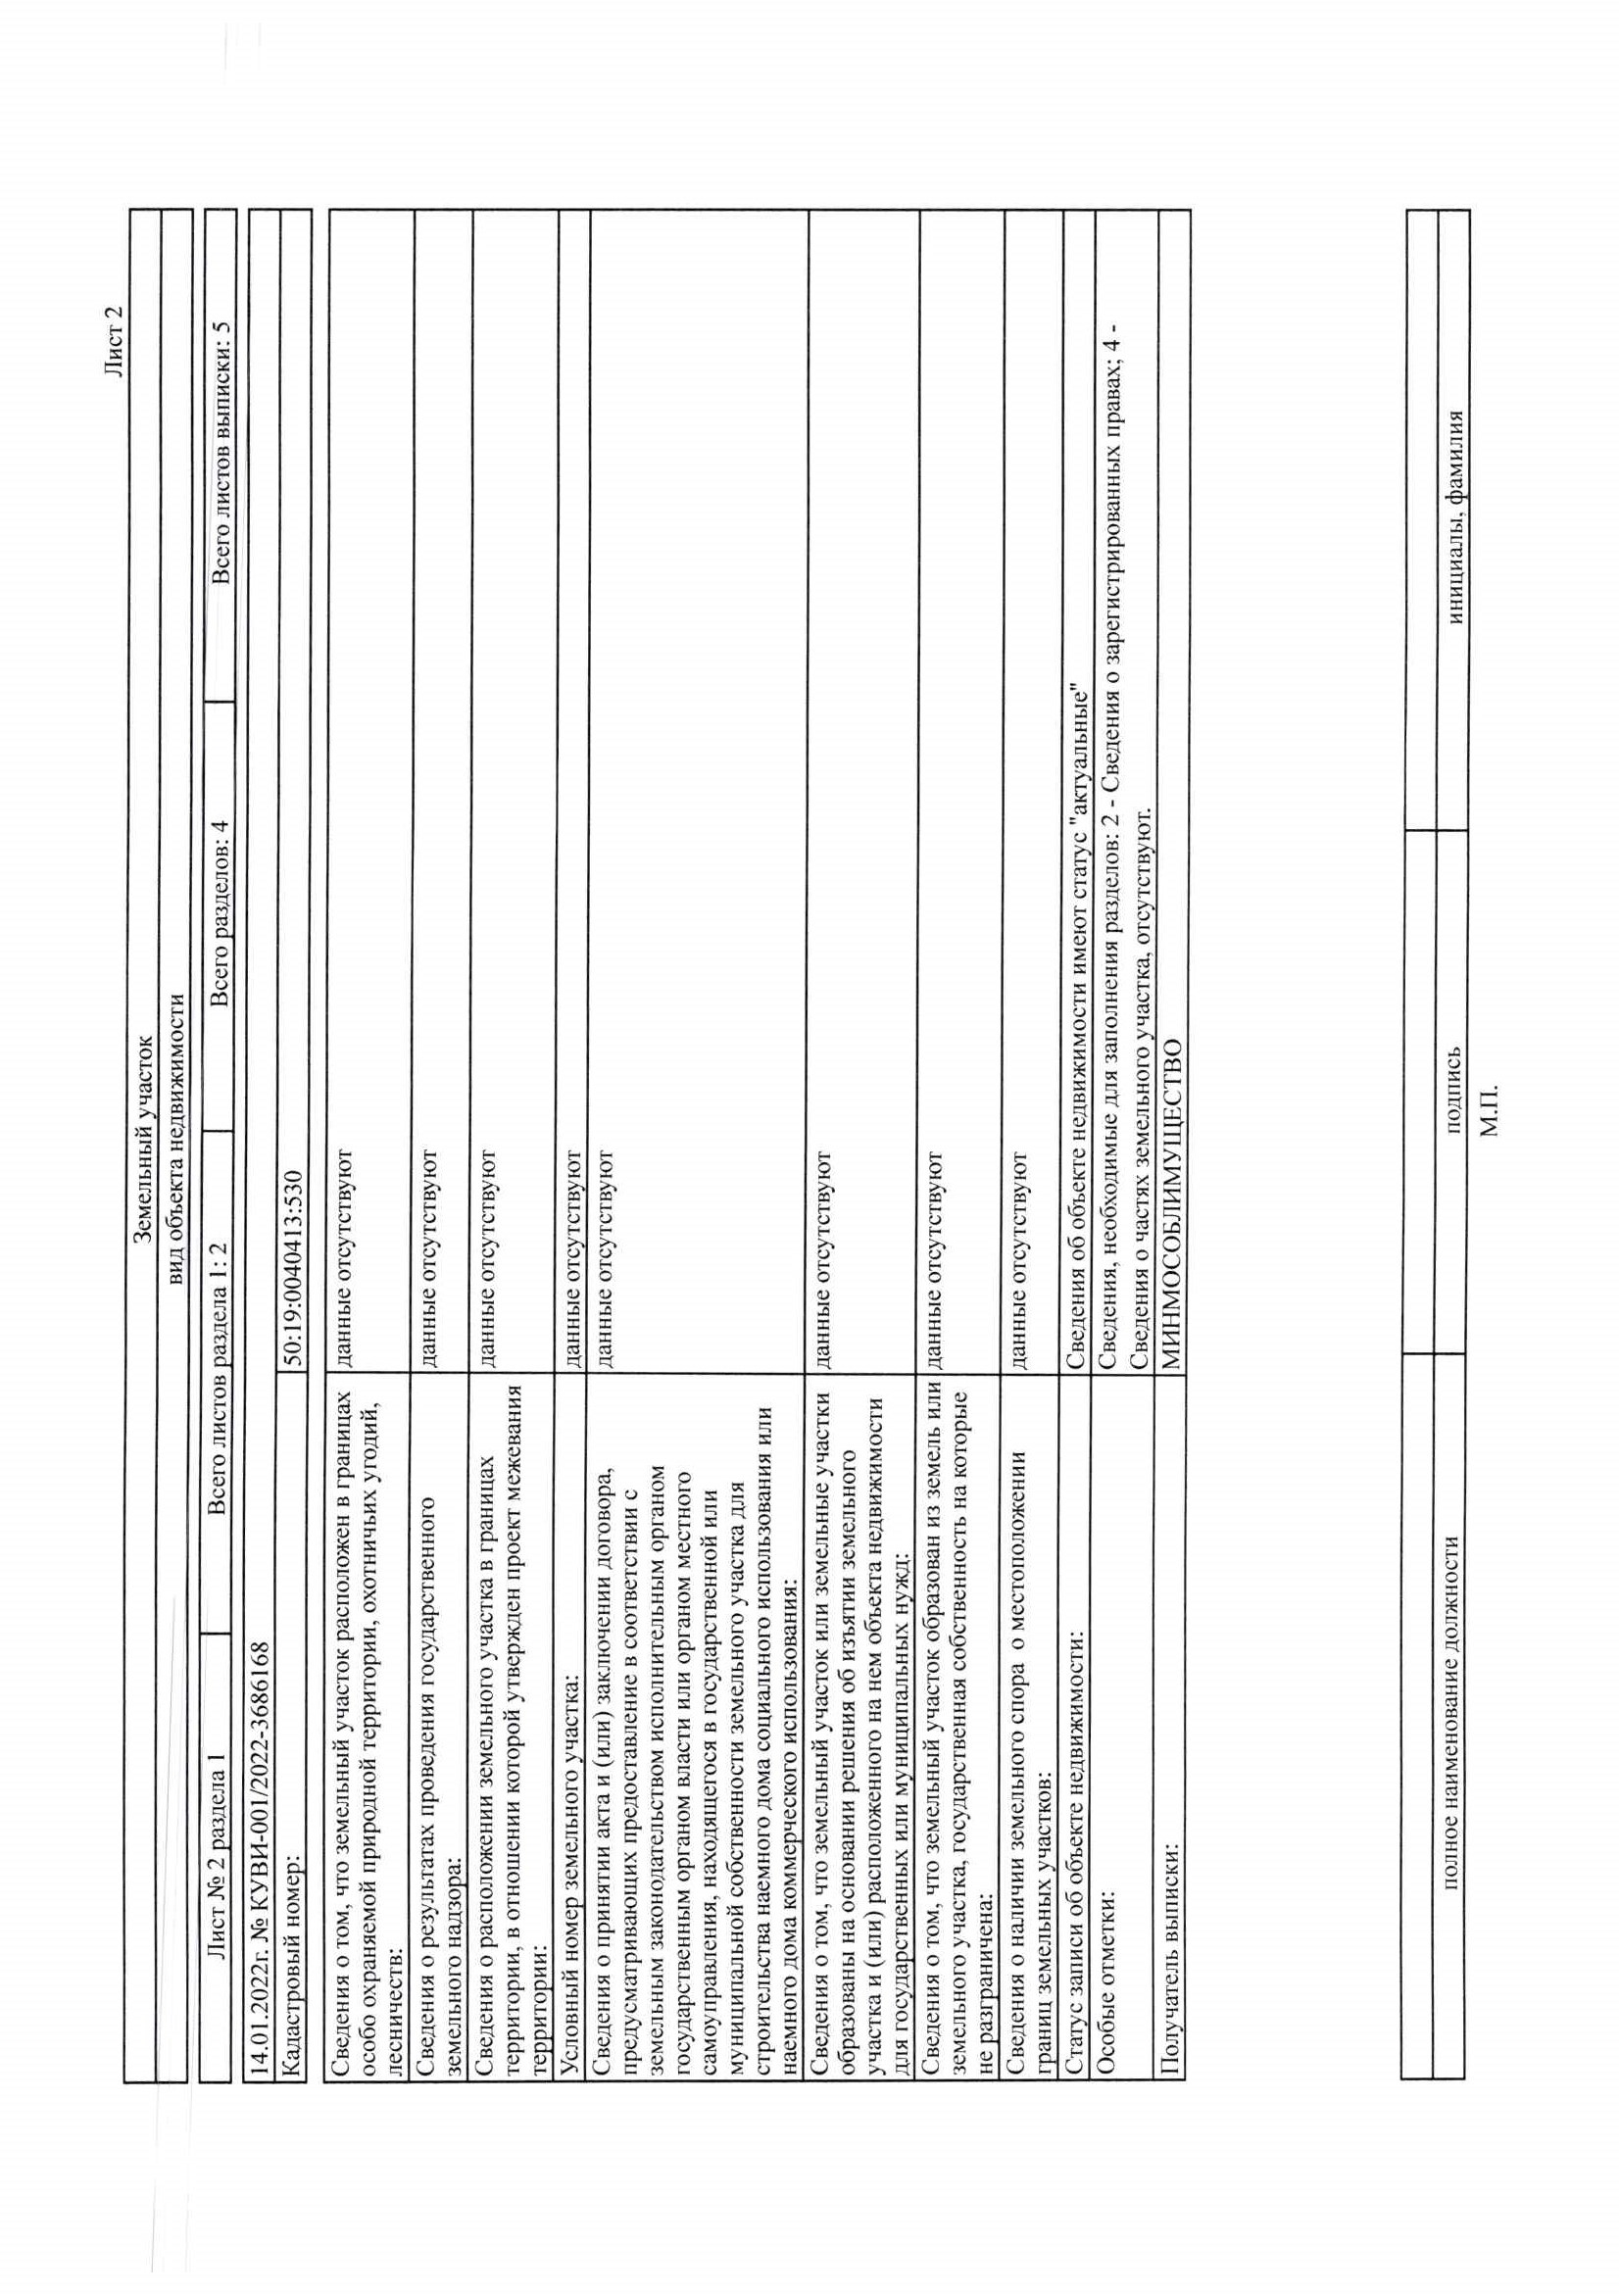 Лист 2
Земельный участок
вид объекта недвижимости
Лист № 2 раздела 1 Всего листов раздела 1: 2 Всего разделов: 4 Всего листов выписки: 5
14.01.2022г. № КУВИ-001/2022-3686168
Кадастровый номер: 50:19:0040413:530
Сведения о том, что земельный участок расположен в границах данные отсутствуют
особо охраняемой природной территории, охотничьих угодий,
лесничеств:
Сведения о результатах проведения государственного данные отсутствуют
земельного надзора:
Сведения о расположении земельного участка в границах данные отсутствуют
территории, в отношении которой утвержден проект межевания
территории:
Условный номер земельного участка: данные отсутствуют
Сведения о принятии акта и (или) заключении договора, данные отсутствуют
предусматривающих предоставление в соответствии с
земельным законодательством исполнительным органом
государственным органом власти или органом местного
самоуправления, находящегося в государственной или
муниципальной собственности земельного участка для
строительства наемного дома социального использования или
наемного дома коммерческого использования:
Сведения о том, что земельный участок или земельные участки данные отсутствуют
образованы на основании решения об изъятии земельного
участка и (или) расположенного на нем объекта недвижимости
для государственных или муниципальных нужд:
Сведения о том, что земельный участок образован из земель или данные отсутствуют
земельного участка, государственная собственность на которые
не разграничена:
Сведения о наличии земельного спора о местоположении данные отсутствуют
границ земельных участков:
Статус записи об объекте недвижимости: Сведения об объекте недвижимости имеют статус "актуальные"
Особые отметки: Сведения, необходимые для заполнения разделов: 2 - Сведения о зарегистрированных правах; 4 -
Сведения о частях земельного участка, отсутствуют.
Получатель выписки: МИНМОСОБЛИМУЩЕСТВО
полное наименование должности подпись инициалы, фамилия
М.П.